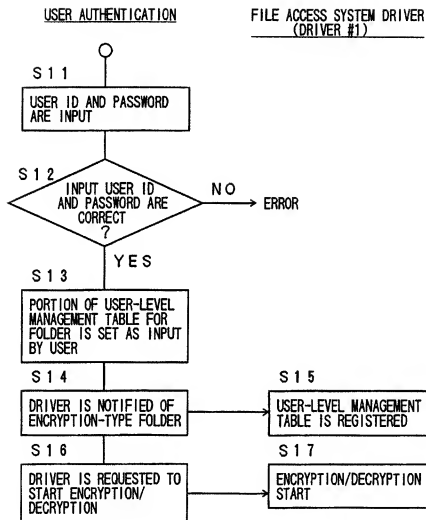 USER AUTHENTICATION
FILE ACCESS SYSTEM DRIVER
(DRIVER #1)
S11
USER ID AND PASSWORD
ARE INPUT
S12
INPUT USER ID
AND PASSWORD ARE
CORRECT
?
NO
ERROR
YES
S13
PORTION OF USER-LEVEL
MANAGEMENT TABLE FOR
FOLDER IS SET AS INPUT
BY USER
S14
DRIVER IS NOTIFIED OF
ENCRYPTION-TYPE FOLDER
S15
USER-LEVEL MANAGEMENT
TABLE IS REGISTERED
S16
DRIVER IS REQUESTED TO
START ENCRYPTION/
DECRYPTION
S17
ENCRYPTION/DECRYPTION
START